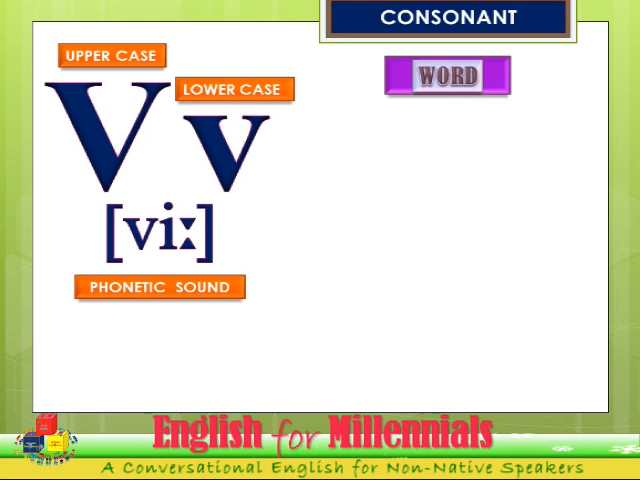 CONSONANT
UPPER CASE
WORD
LOWER CASE
V v
[viː]
PHONETIC SOUND
English for Millennials
A Conversational English for Non-Native Speakers